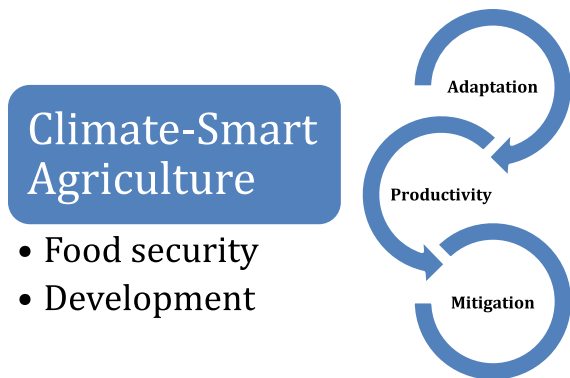 Climate-Smart
Agriculture
• Food security
• Development
Adaptation
Productivity
Mitigation